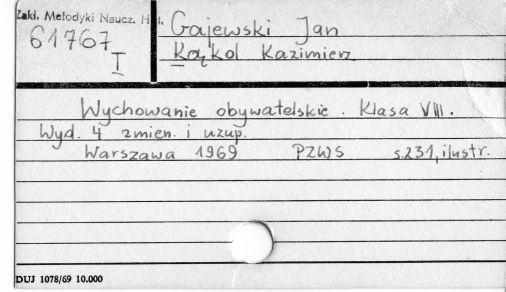 Zakł. Metodyki Naucz. Hist.
61767
I
Gajewski Jan
Kąkol Kazimierz
Wychowanie obywatelskie. Klasa VIII.
Wyd. 4 zmien. i uzup.
Warszawa 1969 PZWS s.231, ilustr.
DUJ 1078/69 10.000